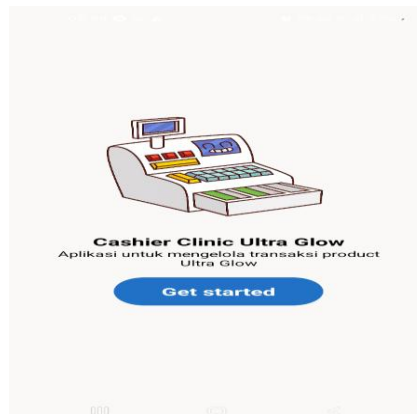 Cashier Clinic Ultra Glow
Aplikasi untuk mengelola transaksi product
Ultra Glow
Get started